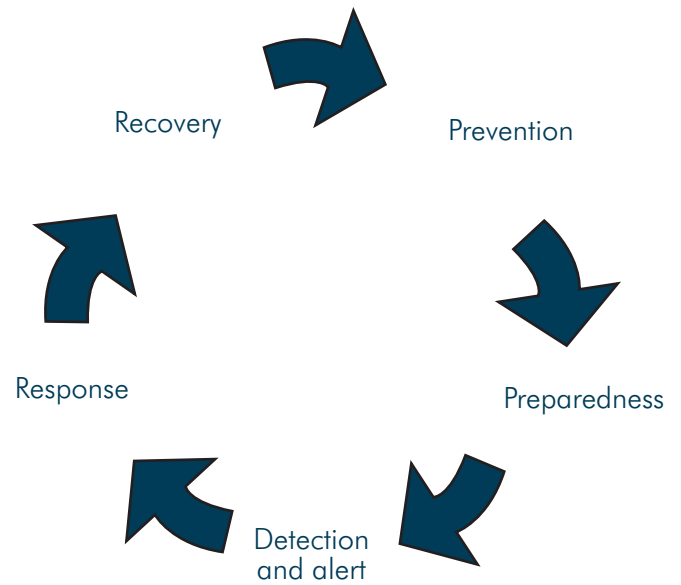 Recovery
Prevention
Response
Preparedness
Detection
and alert